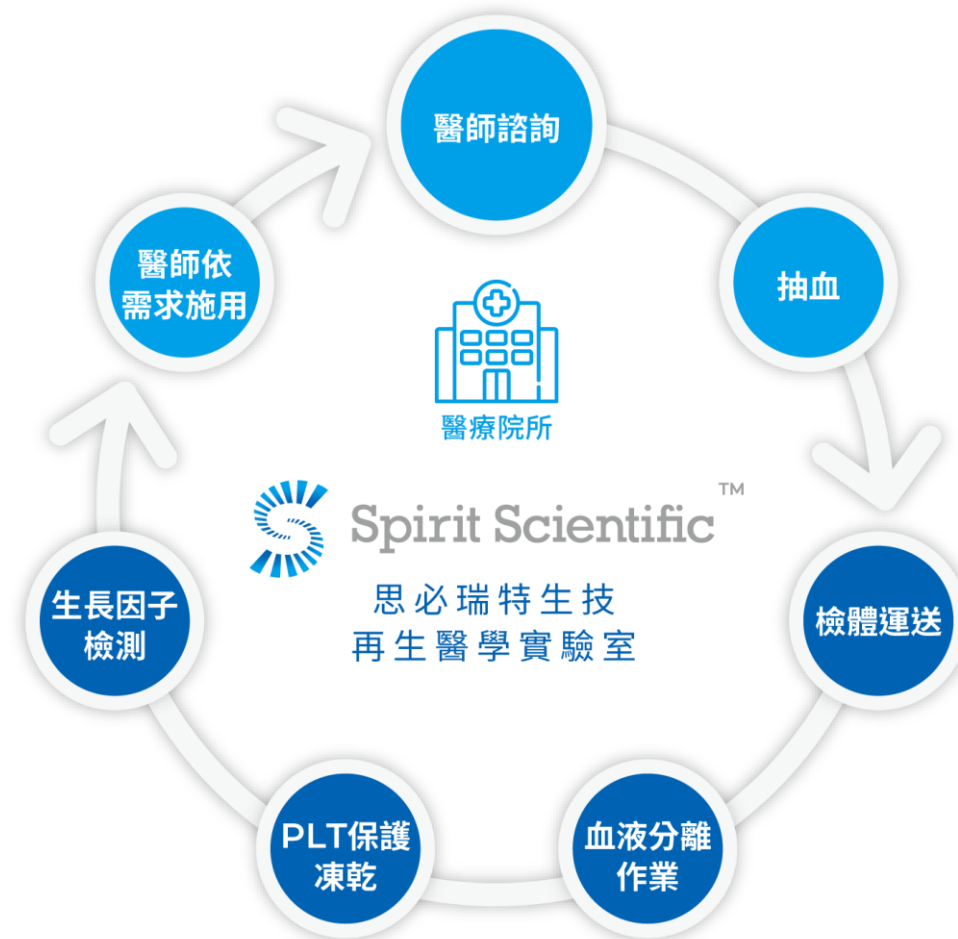 醫師諮詢
抽血
檢體運送
血液分離
作業
PLT保護
凍乾
生長因子
檢測
醫師依
需求施用
醫療院所
Spirit Scientific™
思必瑞特生技
再生醫學實驗室